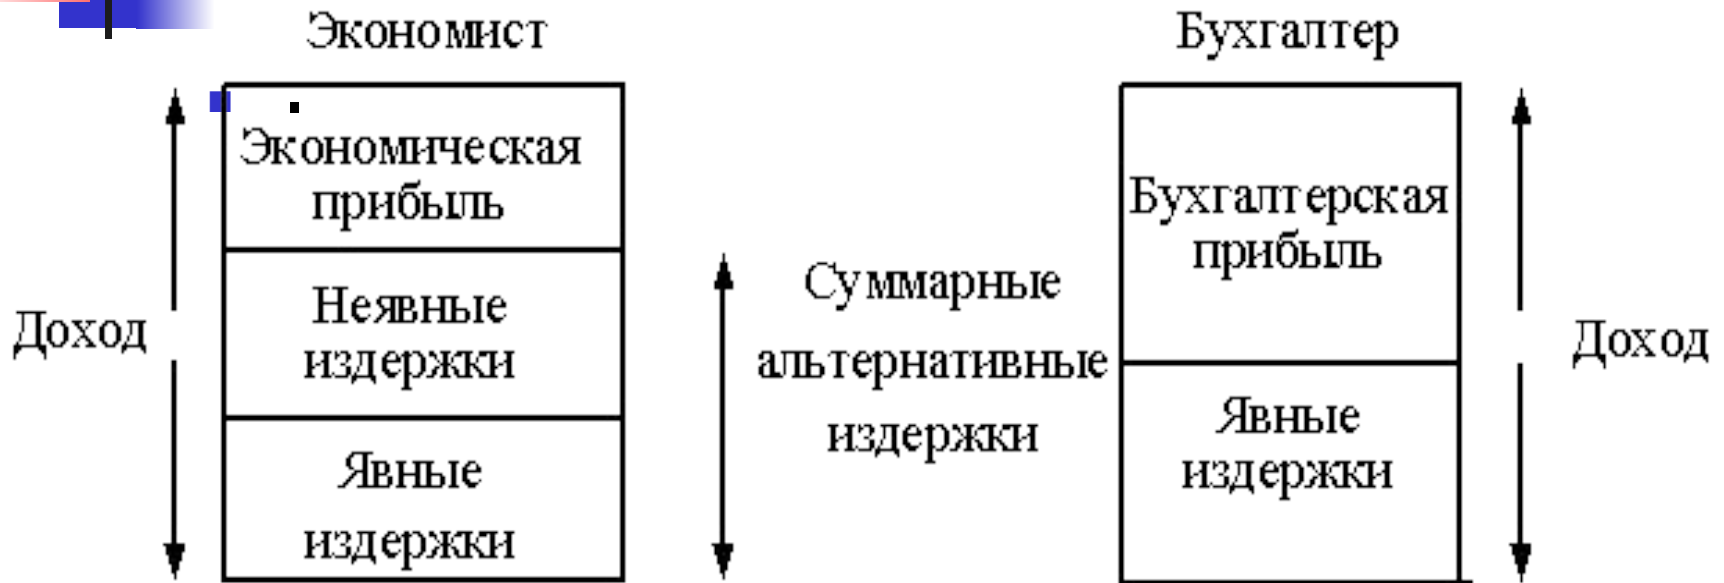 Экономист
Экономическая
прибыль
Неявные
издержки
Явные
издержки
Доход
Суммарные
альтернативные
издержки
Бухгалтер
Бухгалтерская
прибыль
Явные
издержки
Доход